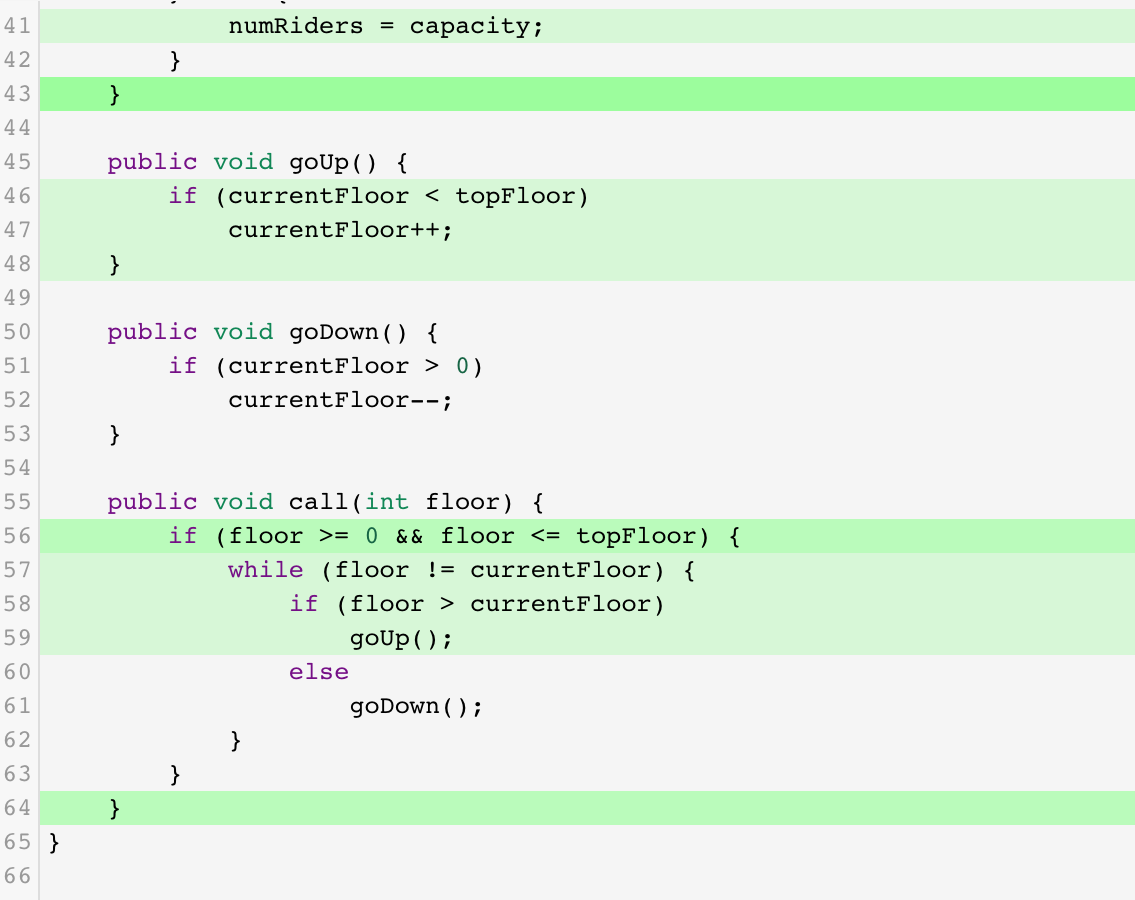 41 numRiders = capacity;
42 }
43 }
44
45 public void goUp() {
46 if (currentFloor < topFloor)
47 currentFloor++;
48 }
49
50 public void goDown() {
51 if (currentFloor > 0)
52 currentFloor--;
53 }
54
55 public void call(int floor) {
56 if (floor >= 0 && floor <= topFloor) {
57 while (floor != currentFloor) {
58 if (floor > currentFloor)
59 goUp();
60 else
61 goDown();
62 }
63 }
64 }
65 }
66